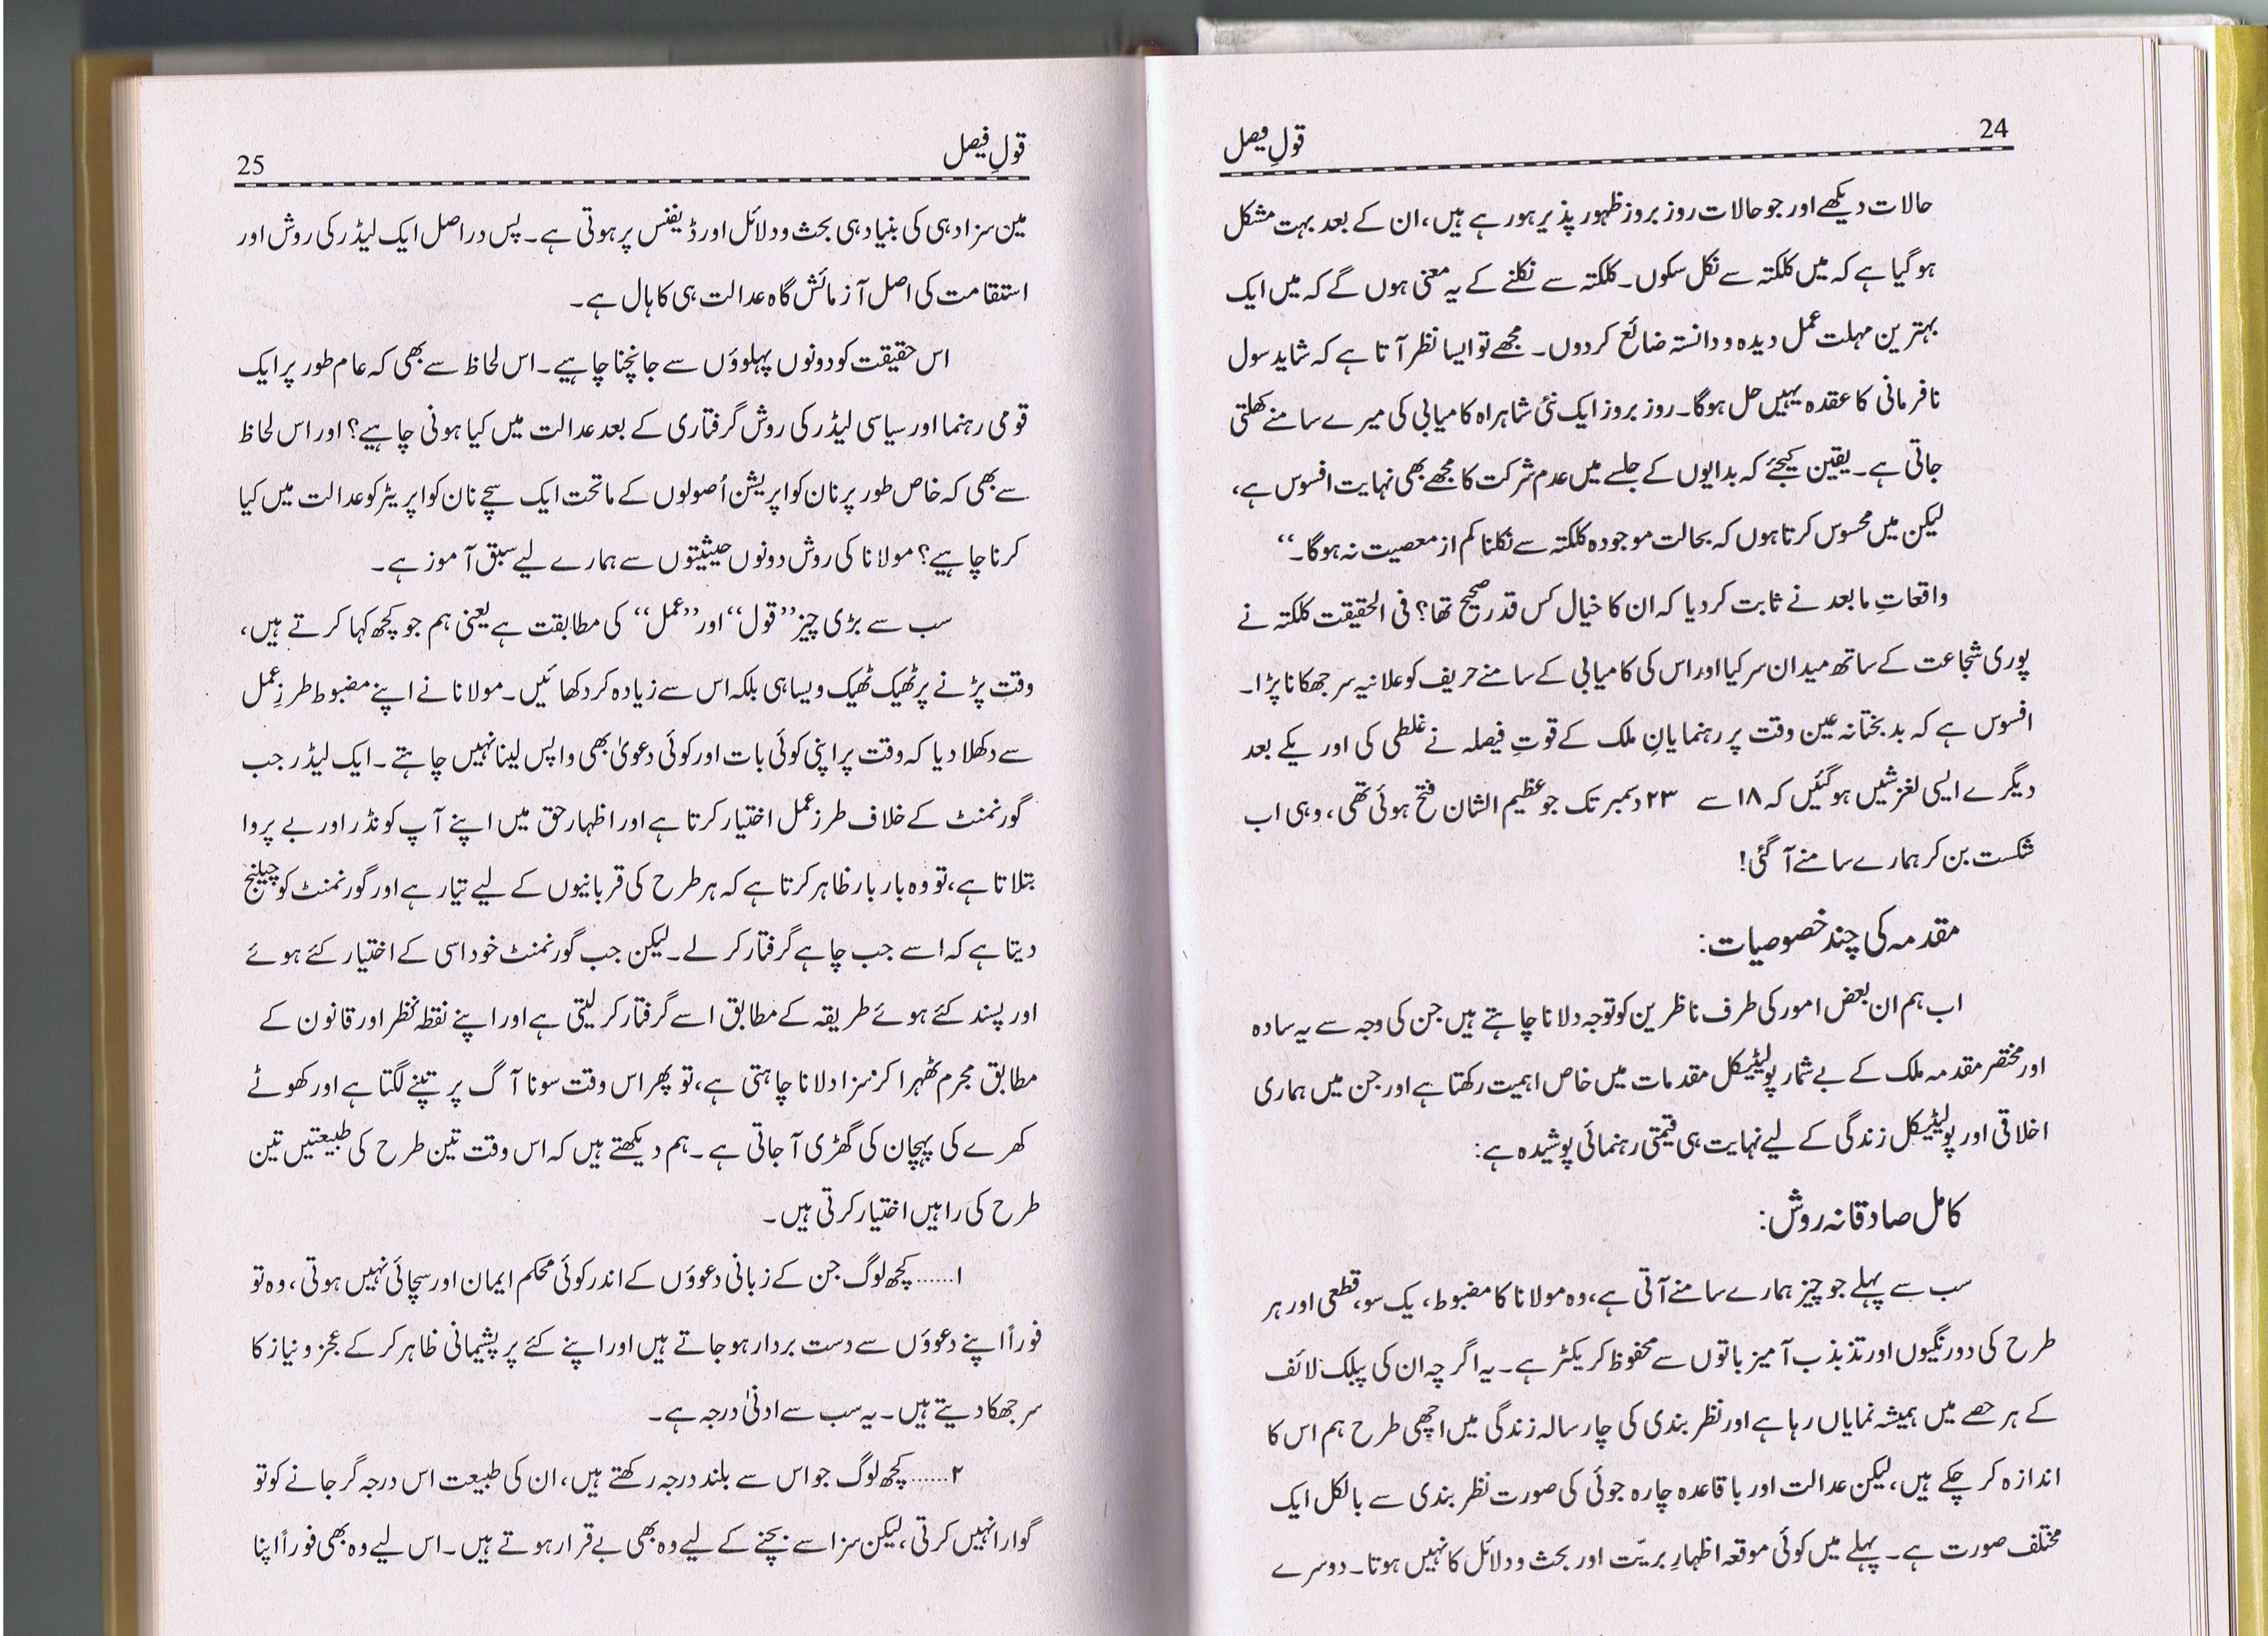 24
قولِ فیصل
حالات دیکھے اور جو حالات روز بروز ظہور پذیر ہورہے ہیں، ان کے بعد بہت مشکل
ہوگیا ہے کہ میں کلکتہ سے نکل سکوں۔ کلکتہ سے نکلنے کے یہ معنی ہوں گے کہ میں ایک
بہترین مہلت عمل دیدہ و دانستہ ضائع کردوں۔ مجھے تو ایسا نظر آتا ہے کہ شاید سول
نافرمانی کا عقدہ یہیں حل ہوگا۔ روز بروز ایک نئی شاہراہ کامیابی کی میرے سامنے کھلتی
جاتی ہے۔ یقین کیجئے کہ بدایوں کے جلسے میں عدم شرکت کا مجھے بھی نہایت افسوس ہے،
لیکن میں محسوس کرتا ہوں کہ بحالت موجودہ کلکتہ سے نکلنا کم از معصیت نہ ہوگا۔‘‘
واقعاتِ مابعد نے ثابت کردیا کہ ان کا خیال کس قدر صحیح تھا؟ فی الحقیقت کلکتہ نے
پوری شجاعت کے ساتھ میدان سر کیا اور اس کی کامیابی کے سامنے حریف کو علانیہ سر جھکانا پڑا۔
افسوس ہے کہ بدبختانہ عین وقت پر رہنمایانِ ملک کے قوتِ فیصلہ نے غلطی کی اور یکے بعد
دیگرے ایسی لغزشیں ہوگئیں کہ ۱۸ سے ۲۳ دسمبر تک جو عظیم الشان فتح ہوئی تھی، وہی اب
شکست بن کر ہمارے سامنے آگئی!
مقدمہ کی چند خصوصیات:
اب ہم ان بعض امور کی طرف ناظرین کو توجہ دلانا چاہتے ہیں جن کی وجہ سے یہ سادہ
اور مختصر مقدمہ ملک کے بے شمار پولیٹیکل مقدمات میں خاص اہمیت رکھتا ہے اور جن میں ہماری
اخلاقی اور پولیٹیکل زندگی کے لیے نہایت ہی قیمتی رہنمائی پوشیدہ ہے:
کامل صادقانہ روش:
سب سے پہلے جو چیز ہمارے سامنے آتی ہے، وہ مولانا کا مضبوط، یک سو، قطعی اور ہر
طرح کی دو رنگیوں اور تذبذب آمیز باتوں سے محفوظ کریکٹر ہے۔ یہ اگرچہ ان کی پبلک لائف
کے ہر حصے میں ہمیشہ نمایاں رہا ہے اور نظر بندی کی چار سالہ زندگی میں اچھی طرح ہم اس کا
اندازہ کرچکے ہیں، لیکن عدالت اور باقاعدہ چارہ جوئی کی صورت نظر بندی سے بالکل ایک
مختلف صورت ہے۔ پہلے میں کوئی موقعہ اظہارِ بریّت اور بحث و دلائل کا نہیں ہوتا۔ دوسرے
قولِ فیصل
25
مین سزا دہی کی بنیاد ہی بحث و دلائل اور ڈیفنس پر ہوتی ہے۔ پس دراصل ایک لیڈر کی روش اور
استقامت کی اصل آزمائش گاہ عدالت ہی کا ہال ہے۔
اس حقیقت کو دونوں پہلوؤں سے جانچنا چاہیے۔ اس لحاظ سے بھی کہ عام طور پر ایک
قومی رہنما اور سیاسی لیڈر کی روش گرفتاری کے بعد عدالت میں کیا ہونی چاہیے؟ اور اس لحاظ
سے بھی کہ خاص طور پر نان کواپریشن اُصولوں کے ماتحت ایک سچے نان کواپریٹر کو عدالت میں کیا
کرنا چاہیے؟ مولانا کی روش دونوں حیثیتوں سے ہمارے لیے سبق آموز ہے۔
سب سے بڑی چیز ’’قول‘‘ اور ’’عمل‘‘ کی مطابقت ہے یعنی ہم جو کچھ کہا کرتے ہیں،
وقت پڑنے پر ٹھیک ٹھیک ویسا ہی بلکہ اس سے زیادہ کر دکھائیں۔ مولانا نے اپنے مضبوط طرزِعمل
سے دکھلا دیا کہ وقت پر اپنی کوئی بات اور کوئی دعویٰ بھی واپس لینا نہیں چاہتے۔ ایک لیڈر جب
گورنمنٹ کے خلاف طرز عمل اختیار کرتا ہے اور اظہار حق میں اپنے آپ کو نڈر اور بے پروا
بتلاتا ہے، تو وہ بار بار ظاہر کرتا ہے کہ ہر طرح کی قربانیوں کے لیے تیار ہے اور گورنمنٹ کو چیلنج
دیتا ہے کہ اسے جب چاہے گرفتار کرلے۔ لیکن جب گورنمنٹ خود اسی کے اختیار کئے ہوئے
اور پسند کئے ہوئے طریقہ کے مطابق اسے گرفتار کرلیتی ہے اور اپنے نقطہ نظر اور قانون کے
مطابق مجرم ٹھہرا کر سزا دلانا چاہتی ہے، تو پھر اس وقت سونا آگ پر تپنے لگتا ہے اور کھوٹے
کھرے کی پہچان کی گھڑی آجاتی ہے۔ ہم دیکھتے ہیں کہ اس وقت تین طرح کی طبیعتیں تین
طرح کی راہیں اختیار کرتی ہیں۔
۱...... کچھ لوگ جن کے زبانی دعوؤں کے اندر کوئی محکم ایمان اور سچائی نہیں ہوتی، وہ تو
فوراً اپنے دعوؤں سے دست بردار ہوجاتے ہیں اور اپنے کئے پر پشیمانی ظاہر کرکے عجز و نیاز کا
سر جھکا دیتے ہیں۔ یہ سب سے ادنیٰ درجہ ہے۔
۲...... کچھ لوگ جو اس سے بلند درجہ رکھتے ہیں، ان کی طبیعت اس درجہ گر جانے کو تو
گوارا نہیں کرتی، لیکن سزا سے بچنے کے لیے وہ بھی بے قرار ہوتے ہیں۔ اس لیے وہ بھی فوراً اپنا